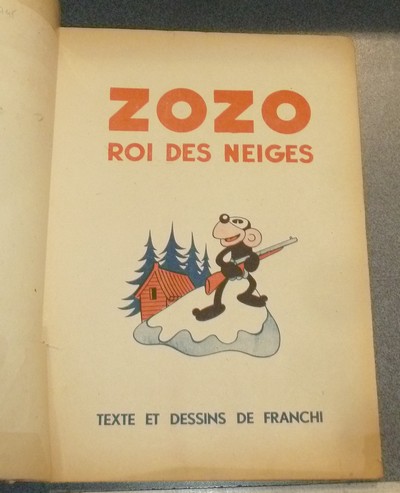 ZOZO
ROI DES NEIGES
TEXTE ET DESSINS DE FRANCHI